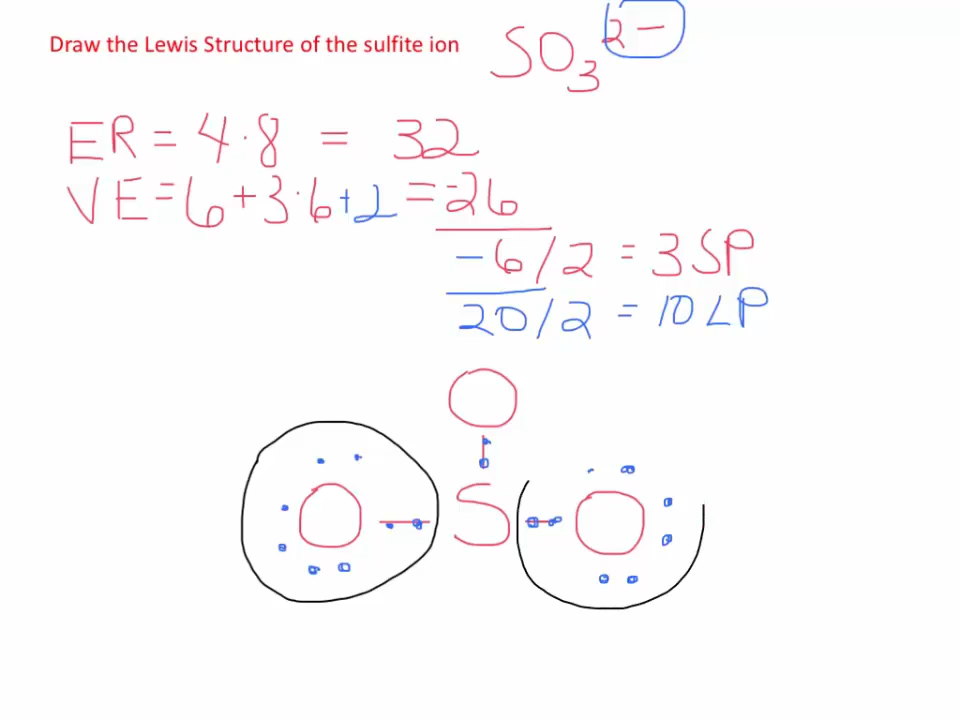 Draw the Lewis Structure of the sulfite ion
SO3 2-
ER = 4·8 = 32
VE = 6+3·6+2 = -26
-6/2 = 3SP
20/2 = 10LP
O
O S O